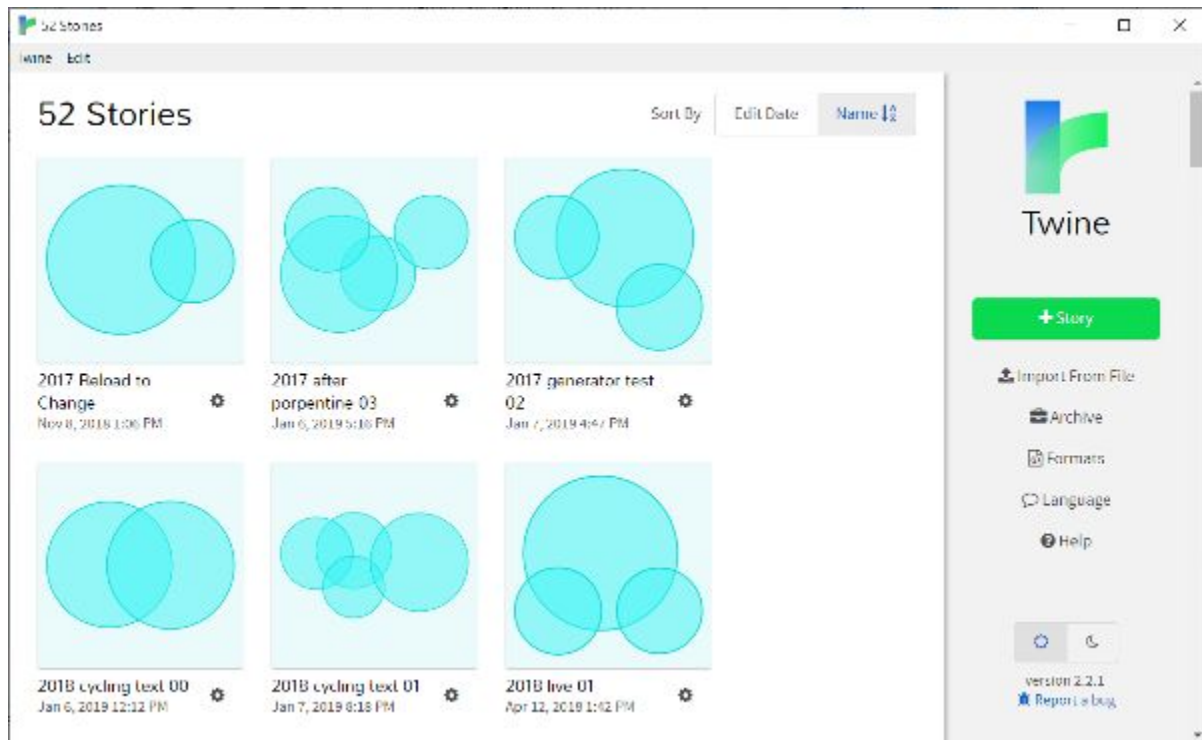 52 Stories
Twine Edit
52 Stories
Sort By Edit Date Name
2017 Reload to
Change
Nov 8, 2018 1:06 PM
2017 after
porpentine 03
Jan 6, 2019 5:16 PM
2017 generator test
02
Jan 7, 2019 4:47 PM
2018 cycling text 00
Jan 6, 2019 12:12 PM
2018 cycling text 01
Jan 7, 2019 8:18 PM
2018 live 01
Apr 12, 2018 1:42 PM
Twine
+Story
Import From File
Archive
Formats
Language
Help
version 2.2.1
Report a bug